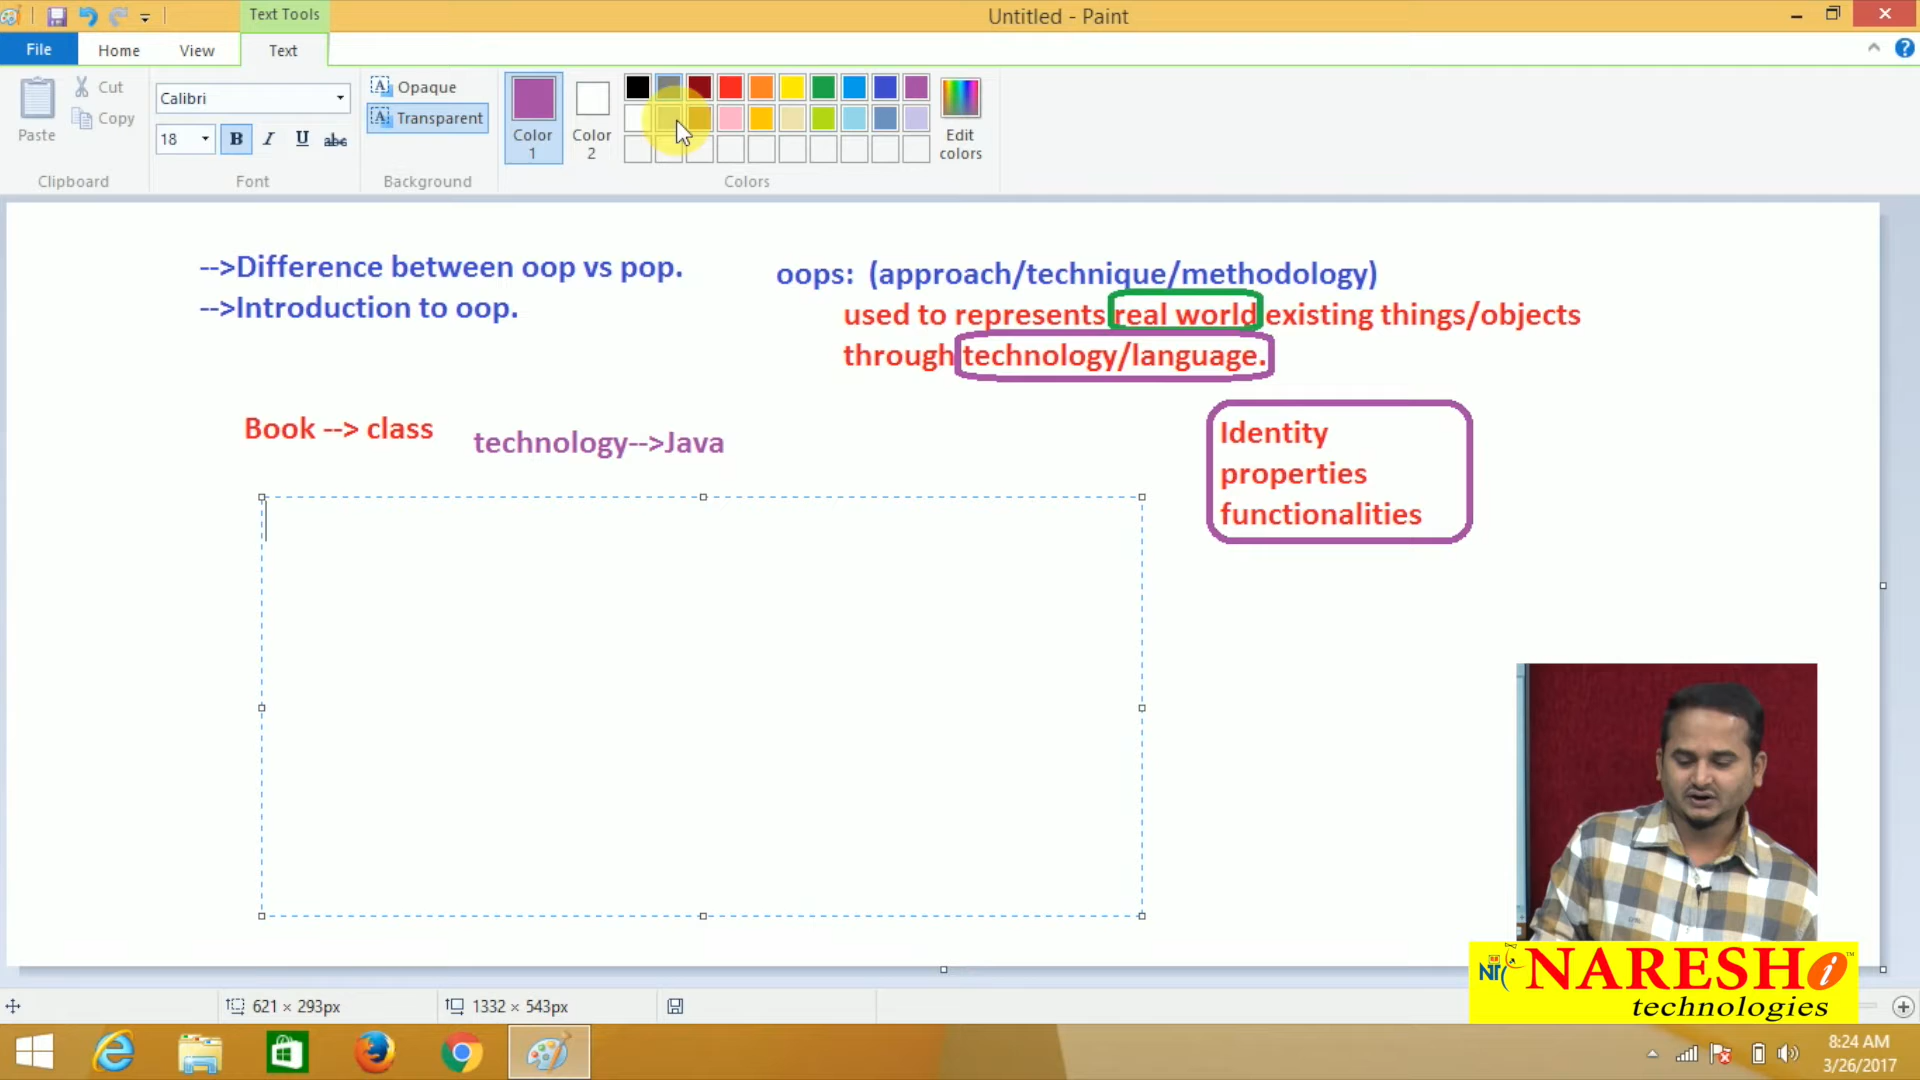 Text Tools
Untitled - Paint
File
Home
View
Text
Paste
Cut
Copy
Clipboard
Calibri
18
B I U abc
Font
Opaque
Transparent
Background
Color 1
Color 2
Edit colors
Colors
-->Difference between oop vs pop.
-->Introduction to oop.
oops: (approach/technique/methodology)
used to represents real world existing things/objects
through technology/language.
Book --> class
technology-->Java
Identity
properties
functionalities
NARESH i
technologies
621 × 293px
1332 × 543px
8:24 AM
3/26/2017